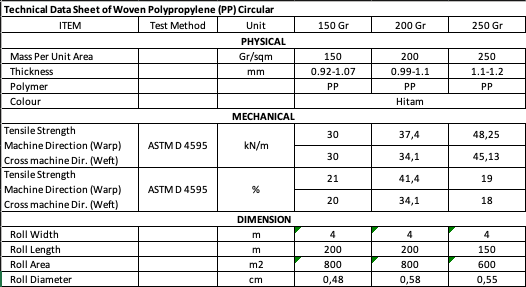 Technical Data Sheet of Woven Polypropylene (PP) Circular
ITEM Test Method Unit 150 Gr 200 Gr 250 Gr
PHYSICAL
Mass Per Unit Area Gr/sqm 150 200 250
Thickness mm 0.92-1.07 0.99-1.1 1.1-1.2
Polymer PP PP PP
Colour Hitam
MECHANICAL
Tensile Strength
Machine Direction (Warp) ASTM D 4595 kN/m 30 37,4 48,25
Cross machine Dir. (Weft) 30 34,1 45,13
Tensile Strength
Machine Direction (Warp) ASTM D 4595 % 21 41,4 19
Cross machine Dir. (Weft) 20 34,1 18
DIMENSION
Roll Width m 4 4 4
Roll Length m 200 200 150
Roll Area m2 800 800 600
Roll Diameter cm 0,48 0,58 0,55